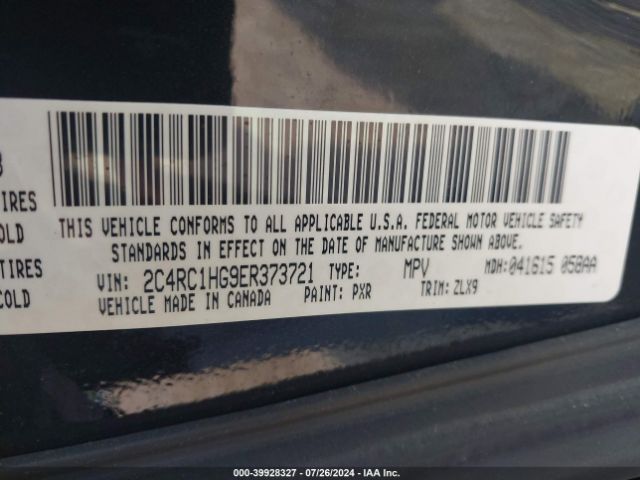 8
IRES
OLD
TIRES
COLD
THIS VEHICLE CONFORMS TO ALL APPLICABLE U.S.A. FEDERAL MOTOR VEHICLE SAFETY
STANDARDS IN EFFECT ON THE DATE OF MANUFACTURE SHOWN ABOVE.
VIN: 2C4RC1HG9ER373721 TYPE: MPV MDH:041615 058AA
VEHICLE MADE IN CANADA PAINT: PXR TRIM: ZLX9
000-39928327 - 07/26/2024 - IAA Inc.